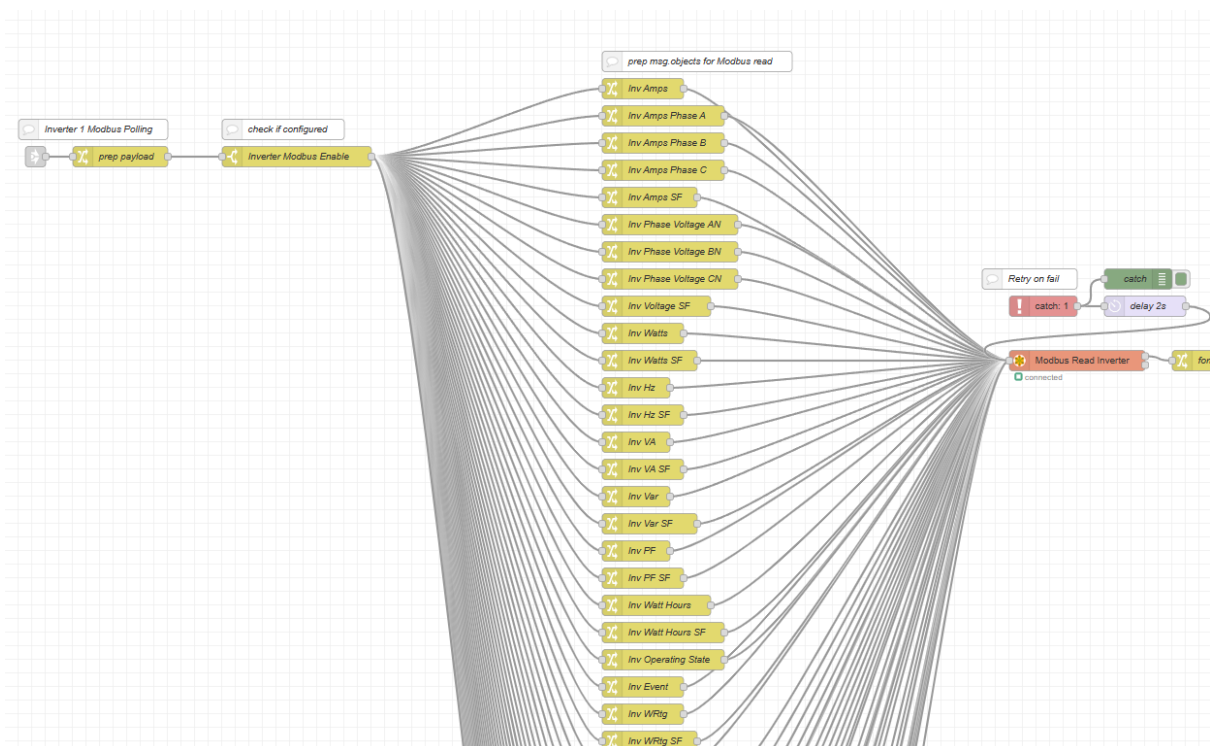 prep msg.objects for Modbus read
Inv Amps
Inverter 1 Modbus Polling
check if configured
Inv Amps Phase A
Inv Amps Phase B
prep payload
Inverter Modbus Enable
Inv Amps Phase C
Inv Amps SF
Inv Phase Voltage AN
Inv Phase Voltage BN
Inv Phase Voltage CN
Retry on fail
catch
Inv Voltage SF
catch: 1
delay 2s
Inv Watts
Inv Watts SF
Modbus Read Inverter
connected
Inv Hz
Inv Hz SF
Inv VA
Inv VA SF
Inv Var
Inv Var SF
Inv PF
Inv PF SF
Inv Watt Hours
Inv Watt Hours SF
Inv Operating State
Inv Event
Inv WRtg
Inv WRtg SF